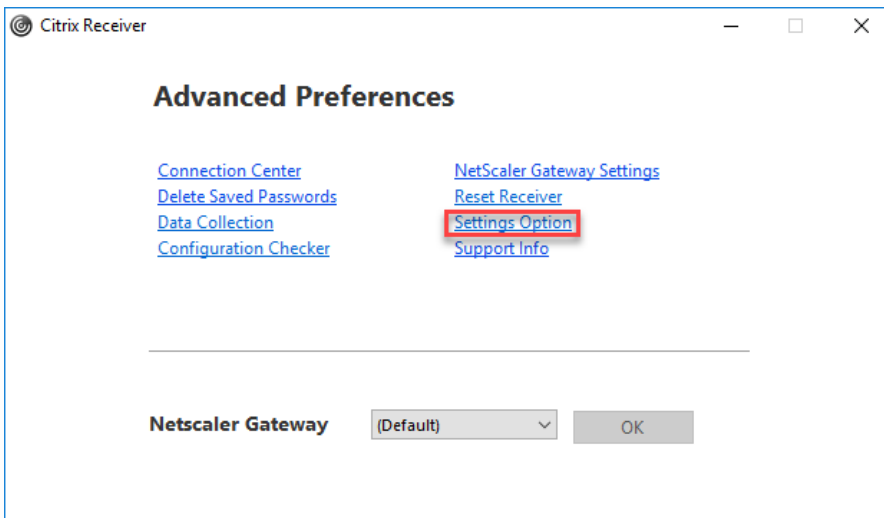 Citrix Receiver
Advanced Preferences
Connection Center
Delete Saved Passwords
Data Collection
Configuration Checker
NetScaler Gateway Settings
Reset Receiver
Settings Option
Support Info
Netscaler Gateway
(Default)
OK